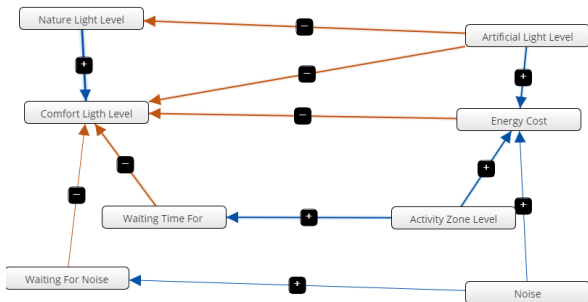 Nature Light Level
−
Artificial Light Level
+
−
+
Comfort Ligth Level
−
Energy Cost
−
+
−
+
Waiting Time For
+
Activity Zone Level
Waiting For Noise
+
Noise